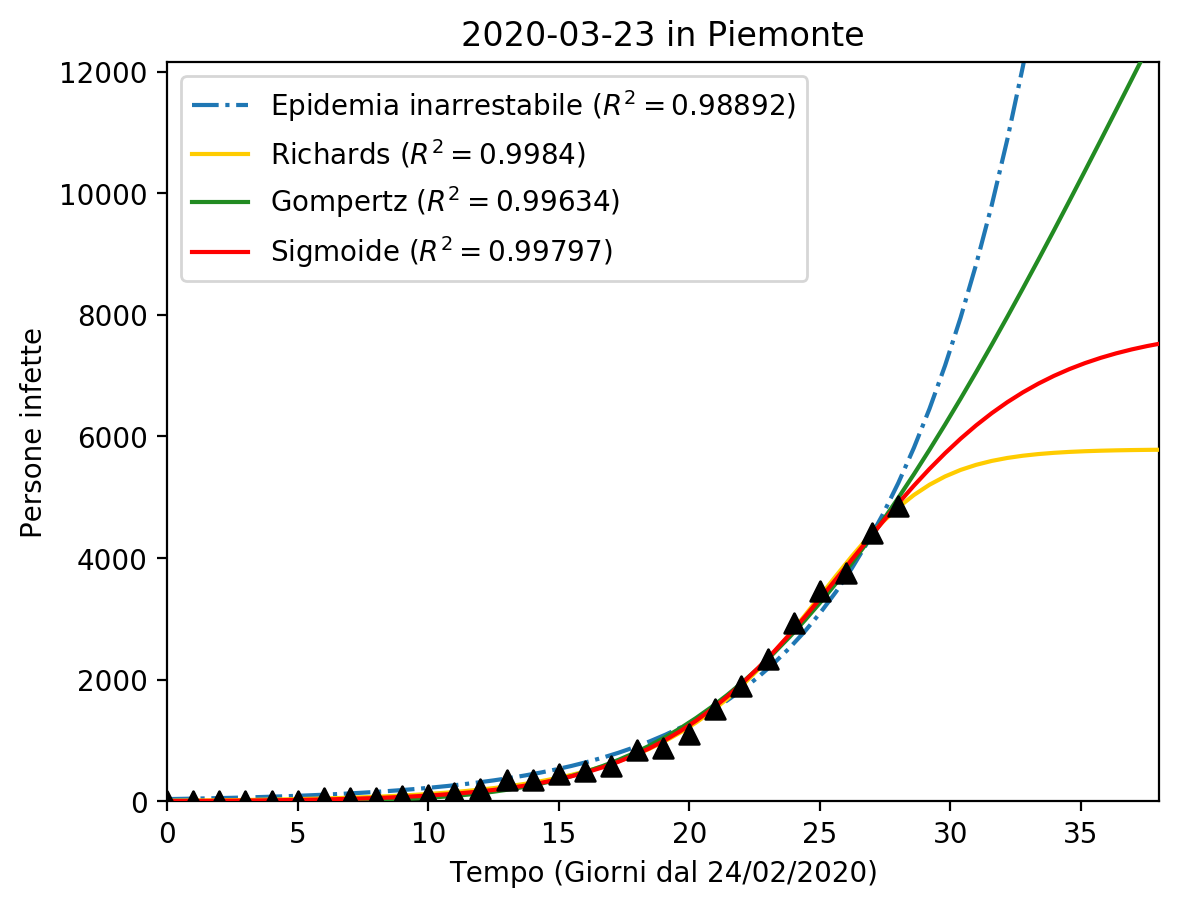 2020-03-23 in Piemonte
12000
10000
8000
6000
4000
2000
0
Persone infette
Epidemia inarrestabile (R² = 0.98892)
Richards (R² = 0.9984)
Gompertz (R² = 0.99634)
Sigmoide (R² = 0.99797)
0 5 10 15 20 25 30 35
Tempo (Giorni dal 24/02/2020)